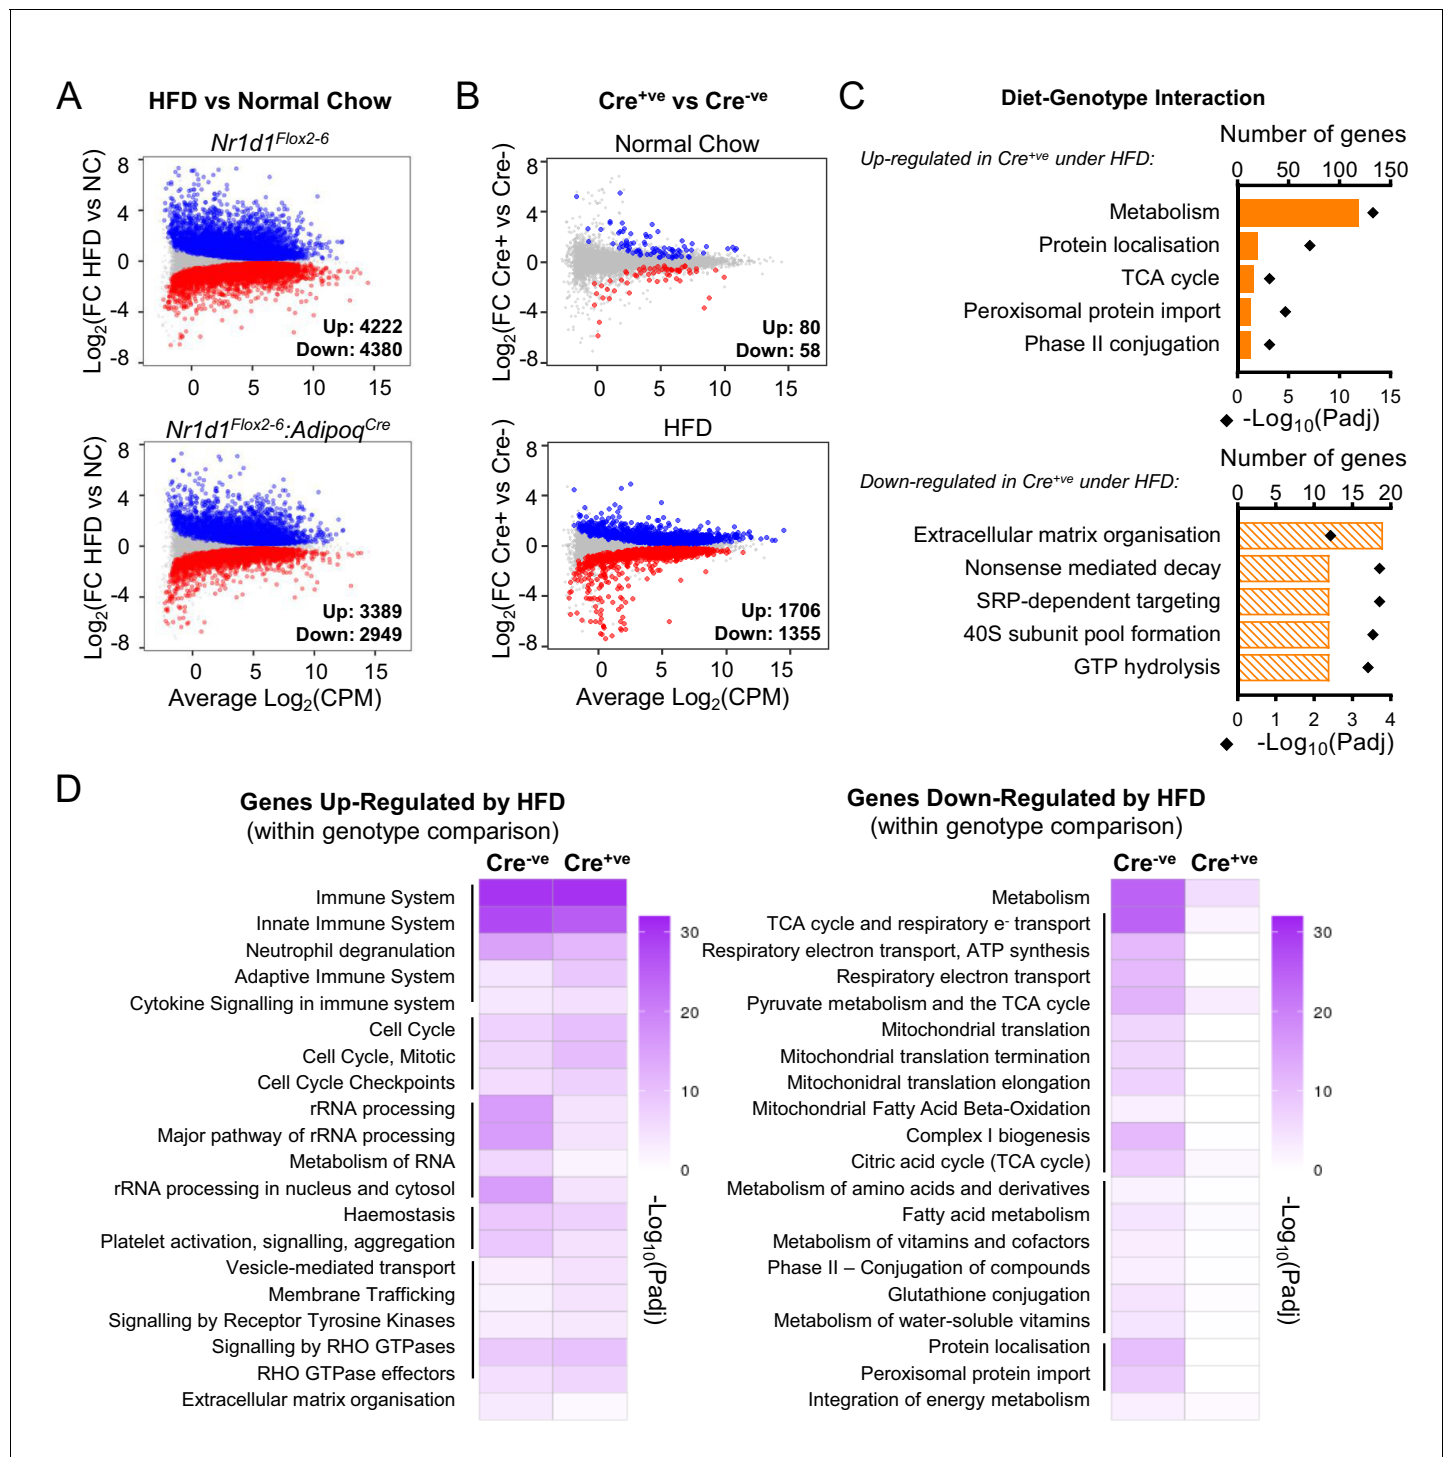 A
HFD vs Normal Chow
Nr1d1^Flox2-6
Log2(FC HFD vs NC)
8
4
0
-4
-8
Up: 4222
Down: 4380
0 5 10 15
Nr1d1^Flox2-6:Adipoq^Cre
Log2(FC HFD vs NC)
8
4
0
-4
-8
Up: 3389
Down: 2949
0 5 10 15
Average Log2(CPM)
B
Cre+ve vs Cre-ve
Normal Chow
Log2(FC Cre+ vs Cre-)
8
4
0
-4
-8
Up: 80
Down: 58
0 5 10 15
HFD
Log2(FC Cre+ vs Cre-)
8
4
0
-4
-8
Up: 1706
Down: 1355
0 5 10 15
Average Log2(CPM)
C
Diet-Genotype Interaction
Number of genes
Up-regulated in Cre+ve under HFD:
0 50 100 150
Metabolism
Protein localisation
TCA cycle
Peroxisomal protein import
Phase II conjugation
0 5 10 15
◆ -Log10(Padj)
Number of genes
Down-regulated in Cre+ve under HFD:
0 5 10 15 20
Extracellular matrix organisation
Nonsense mediated decay
SRP-dependent targeting
40S subunit pool formation
GTP hydrolysis
0 1 2 3 4
◆ -Log10(Padj)
D
Genes Up-Regulated by HFD
(within genotype comparison)
Cre-ve Cre+ve
Immune System
Innate Immune System
Neutrophil degranulation
Adaptive Immune System
Cytokine Signalling in immune system
Cell Cycle
Cell Cycle, Mitotic
Cell Cycle Checkpoints
rRNA processing
Major pathway of rRNA processing
Metabolism of RNA
rRNA processing in nucleus and cytosol
Haemostasis
Platelet activation, signalling, aggregation
Vesicle-mediated transport
Membrane Trafficking
Signalling by Receptor Tyrosine Kinases
Signalling by RHO GTPases
RHO GTPase effectors
Extracellular matrix organisation
30
20
10
0
-Log10(Padj)
Genes Down-Regulated by HFD
(within genotype comparison)
Cre-ve Cre+ve
Metabolism
TCA cycle and respiratory e- transport
Respiratory electron transport, ATP synthesis
Respiratory electron transport
Pyruvate metabolism and the TCA cycle
Mitochondrial translation
Mitochondrial translation termination
Mitochonidral translation elongation
Mitochondrial Fatty Acid Beta-Oxidation
Complex I biogenesis
Citric acid cycle (TCA cycle)
Metabolism of amino acids and derivatives
Fatty acid metabolism
Metabolism of vitamins and cofactors
Phase II – Conjugation of compounds
Glutathione conjugation
Metabolism of water-soluble vitamins
Protein localisation
Peroxisomal protein import
Integration of energy metabolism
30
20
10
0
-Log10(Padj)